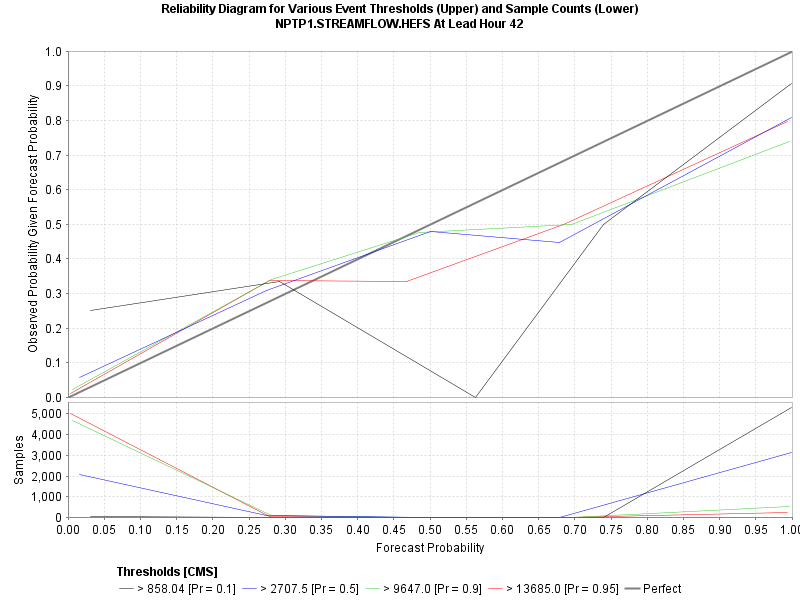 Reliability Diagram for Various Event Thresholds (Upper) and Sample Counts (Lower)
NPTP1.STREAMFLOW.HEFS At Lead Hour 42
Observed Probability Given Forecast Probability
1.0
0.9
0.8
0.7
0.6
0.5
0.4
0.3
0.2
0.1
0.0
Samples
5,000
4,000
3,000
2,000
1,000
0
0.00 0.05 0.10 0.15 0.20 0.25 0.30 0.35 0.40 0.45 0.50 0.55 0.60 0.65 0.70 0.75 0.80 0.85 0.90 0.95 1.0
Forecast Probability
Thresholds [CMS]
> 858.04 [Pr = 0.1] > 2707.5 [Pr = 0.5] > 9647.0 [Pr = 0.9] > 13685.0 [Pr = 0.95] Perfect